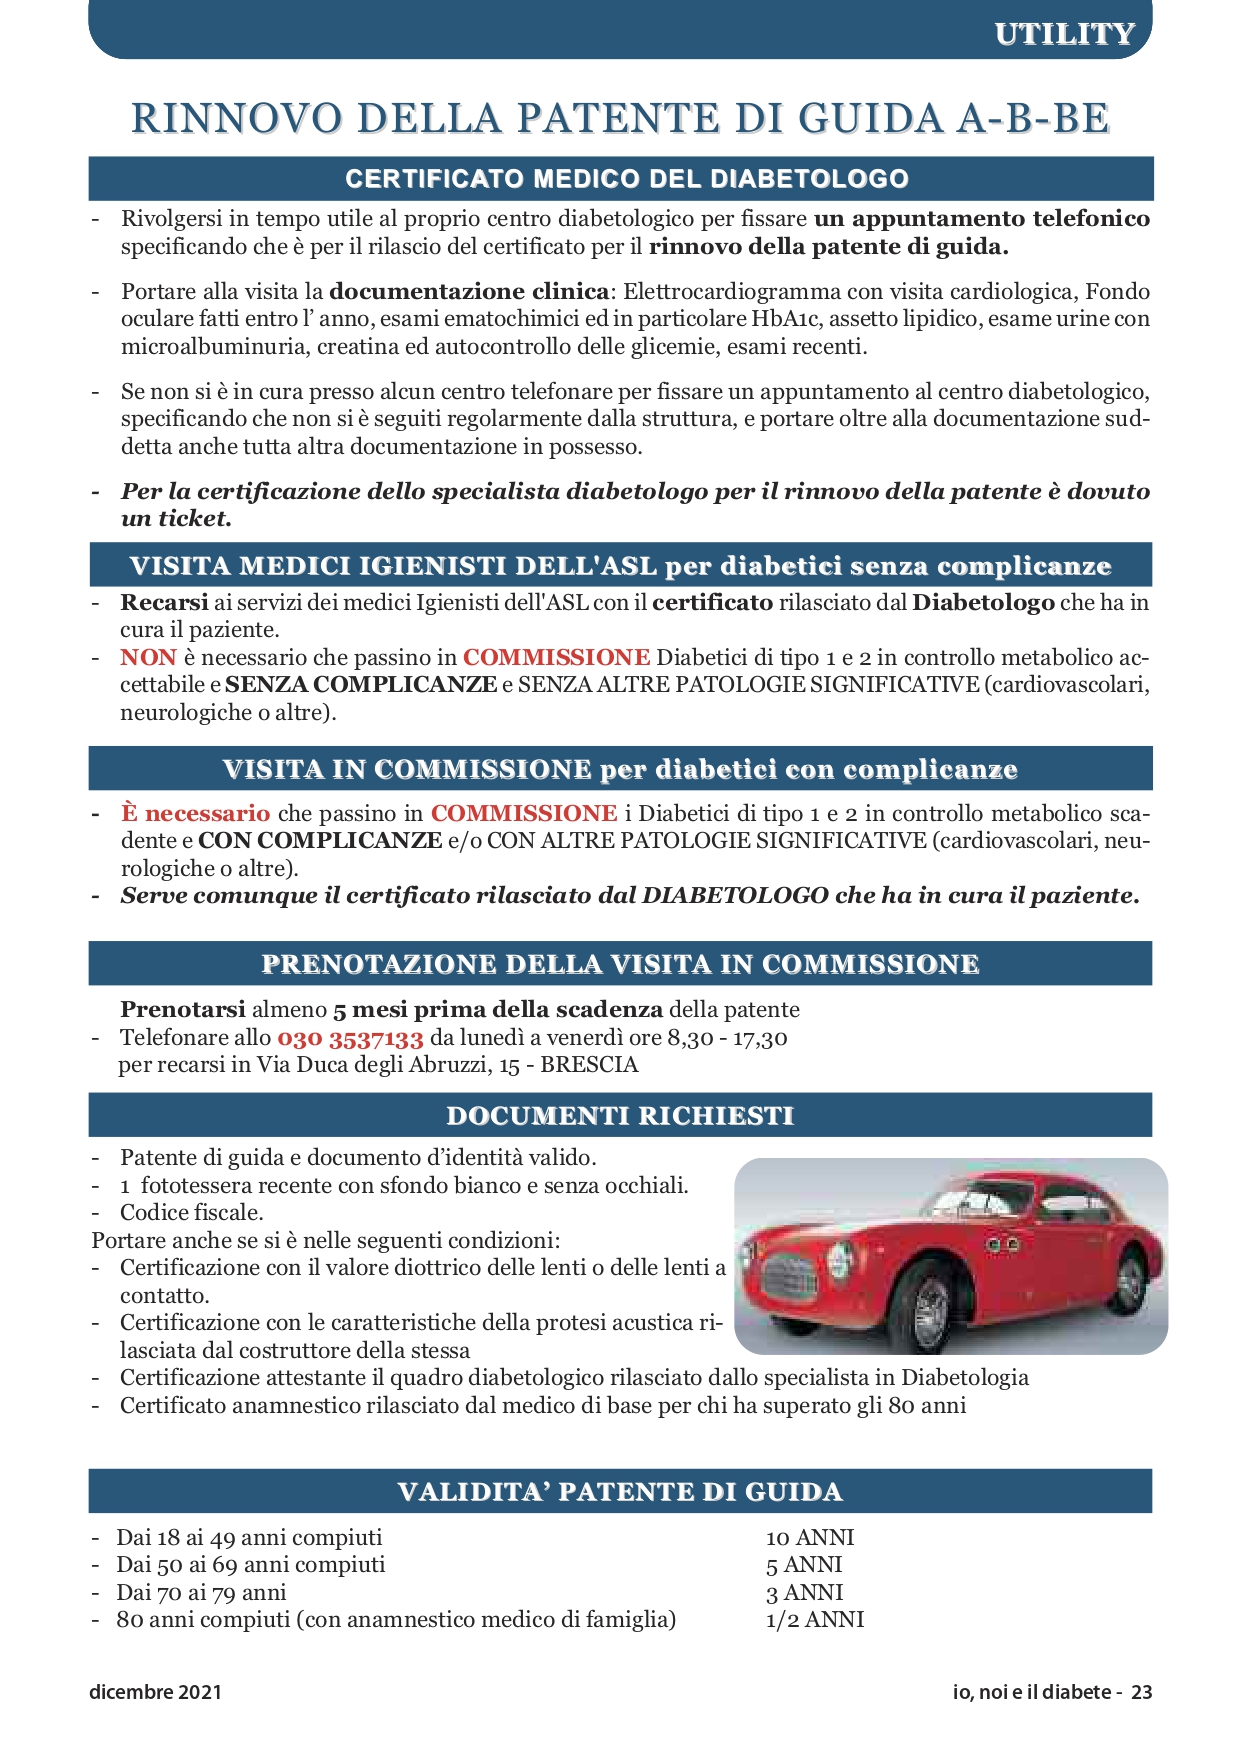 UTILITY
RINNOVO DELLA PATENTE DI GUIDA A-B-BE
CERTIFICATO MEDICO DEL DIABETOLOGO
- Rivolgersi in tempo utile al proprio centro diabetologico per fissare un appuntamento telefonico
specificando che è per il rilascio del certificato per il rinnovo della patente di guida.
- Portare alla visita la documentazione clinica: Elettrocardiogramma con visita cardiologica, Fondo
oculare fatti entro l' anno, esami ematochimici ed in particolare HbA1c, assetto lipidico, esame urine con
microalbuminuria, creatina ed autocontrollo delle glicemie, esami recenti.
- Se non si è in cura presso alcun centro telefonare per fissare un appuntamento al centro diabetologico,
specificando che non si è seguiti regolarmente dalla struttura, e portare oltre alla documentazione sud-
detta anche tutta altra documentazione in possesso.
- Per la certificazione dello specialista diabetologo per il rinnovo della patente è dovuto
un ticket.
VISITA MEDICI IGIENISTI DELL'ASL per diabetici senza complicanze
- Recarsi ai servizi dei medici Igienisti dell'ASL con il certificato rilasciato dal Diabetologo che ha in
cura il paziente.
- NON è necessario che passino in COMMISSIONE Diabetici di tipo 1 e 2 in controllo metabolico ac-
cettabile e SENZA COMPLICANZE e SENZA ALTRE PATOLOGIE SIGNIFICATIVE (cardiovascolari,
neurologiche o altre).
VISITA IN COMMISSIONE per diabetici con complicanze
- È necessario che passino in COMMISSIONE i Diabetici di tipo 1 e 2 in controllo metabolico sca-
dente e CON COMPLICANZE e/o CON ALTRE PATOLOGIE SIGNIFICATIVE (cardiovascolari, neu-
rologiche o altre).
- Serve comunque il certificato rilasciato dal DIABETOLOGO che ha in cura il paziente.
PRENOTAZIONE DELLA VISITA IN COMMISSIONE
Prenotarsi almeno 5 mesi prima della scadenza della patente
- Telefonare allo 030 3537133 da lunedì a venerdì ore 8,30 - 17,30
per recarsi in Via Duca degli Abruzzi, 15 - BRESCIA
DOCUMENTI RICHIESTI
- Patente di guida e documento d'identità valido.
- 1 fototessera recente con sfondo bianco e senza occhiali.
- Codice fiscale.
Portare anche se si è nelle seguenti condizioni:
- Certificazione con il valore diottrico delle lenti o delle lenti a
contatto.
- Certificazione con le caratteristiche della protesi acustica ri-
lasciata dal costruttore della stessa
- Certificazione attestante il quadro diabetologico rilasciato dallo specialista in Diabetologia
- Certificato anamnestico rilasciato dal medico di base per chi ha superato gli 80 anni
VALIDITA' PATENTE DI GUIDA
- Dai 18 ai 49 anni compiuti 10 ANNI
- Dai 50 ai 69 anni compiuti 5 ANNI
- Dai 70 ai 79 anni 3 ANNI
- 80 anni compiuti (con anamnestico medico di famiglia) 1/2 ANNI
dicembre 2021 io, noi e il diabete - 23